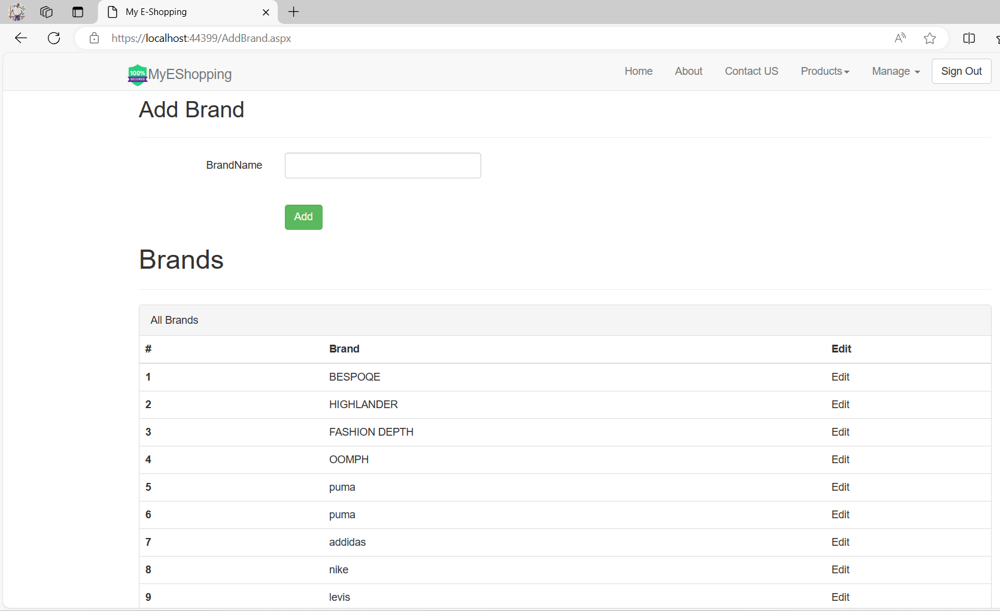 My E-Shopping
https://localhost:44399/AddBrand.aspx
100% SECURED MyEShopping Home About Contact US Products Manage Sign Out
Add Brand
BrandName
Add
Brands
All Brands
# Brand Edit
1 BESPOQE Edit
2 HIGHLANDER Edit
3 FASHION DEPTH Edit
4 OOMPH Edit
5 puma Edit
6 puma Edit
7 addidas Edit
8 nike Edit
9 levis Edit